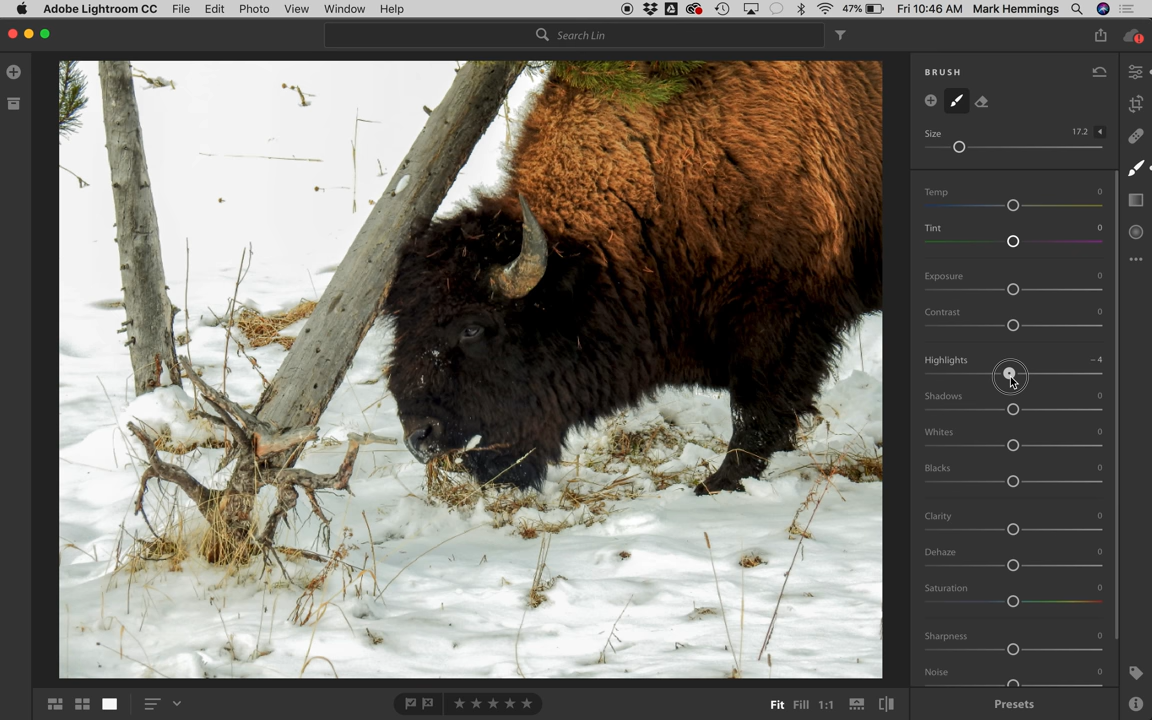 Adobe Lightroom CC File Edit Photo View Window Help 47% Fri 10:46 AM Mark Hemmings
Search Lin
BRUSH
Size 17.2
Temp 0
Tint 0
Exposure 0
Contrast 0
Highlights – 4
Shadows 0
Whites 0
Blacks 0
Clarity 0
Dehaze 0
Saturation 0
Sharpness 0
Noise 0
Fit Fill 1:1 Presets